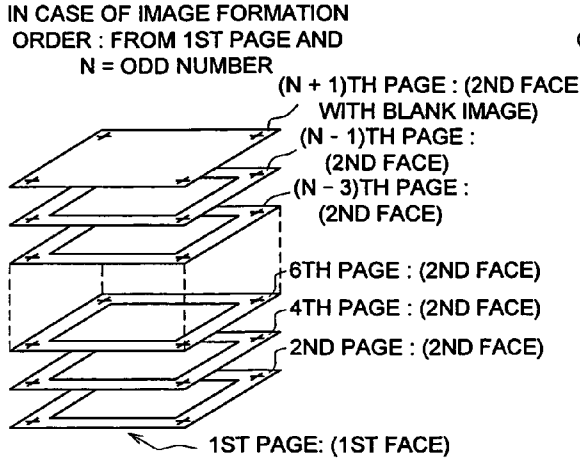 IN CASE OF IMAGE FORMATION
ORDER : FROM 1ST PAGE AND
N = ODD NUMBER
(N + 1)TH PAGE : (2ND FACE
WITH BLANK IMAGE)
(N - 1)TH PAGE :
(2ND FACE)
(N - 3)TH PAGE :
(2ND FACE)
6TH PAGE : (2ND FACE)
4TH PAGE : (2ND FACE)
2ND PAGE : (2ND FACE)
1ST PAGE: (1ST FACE)